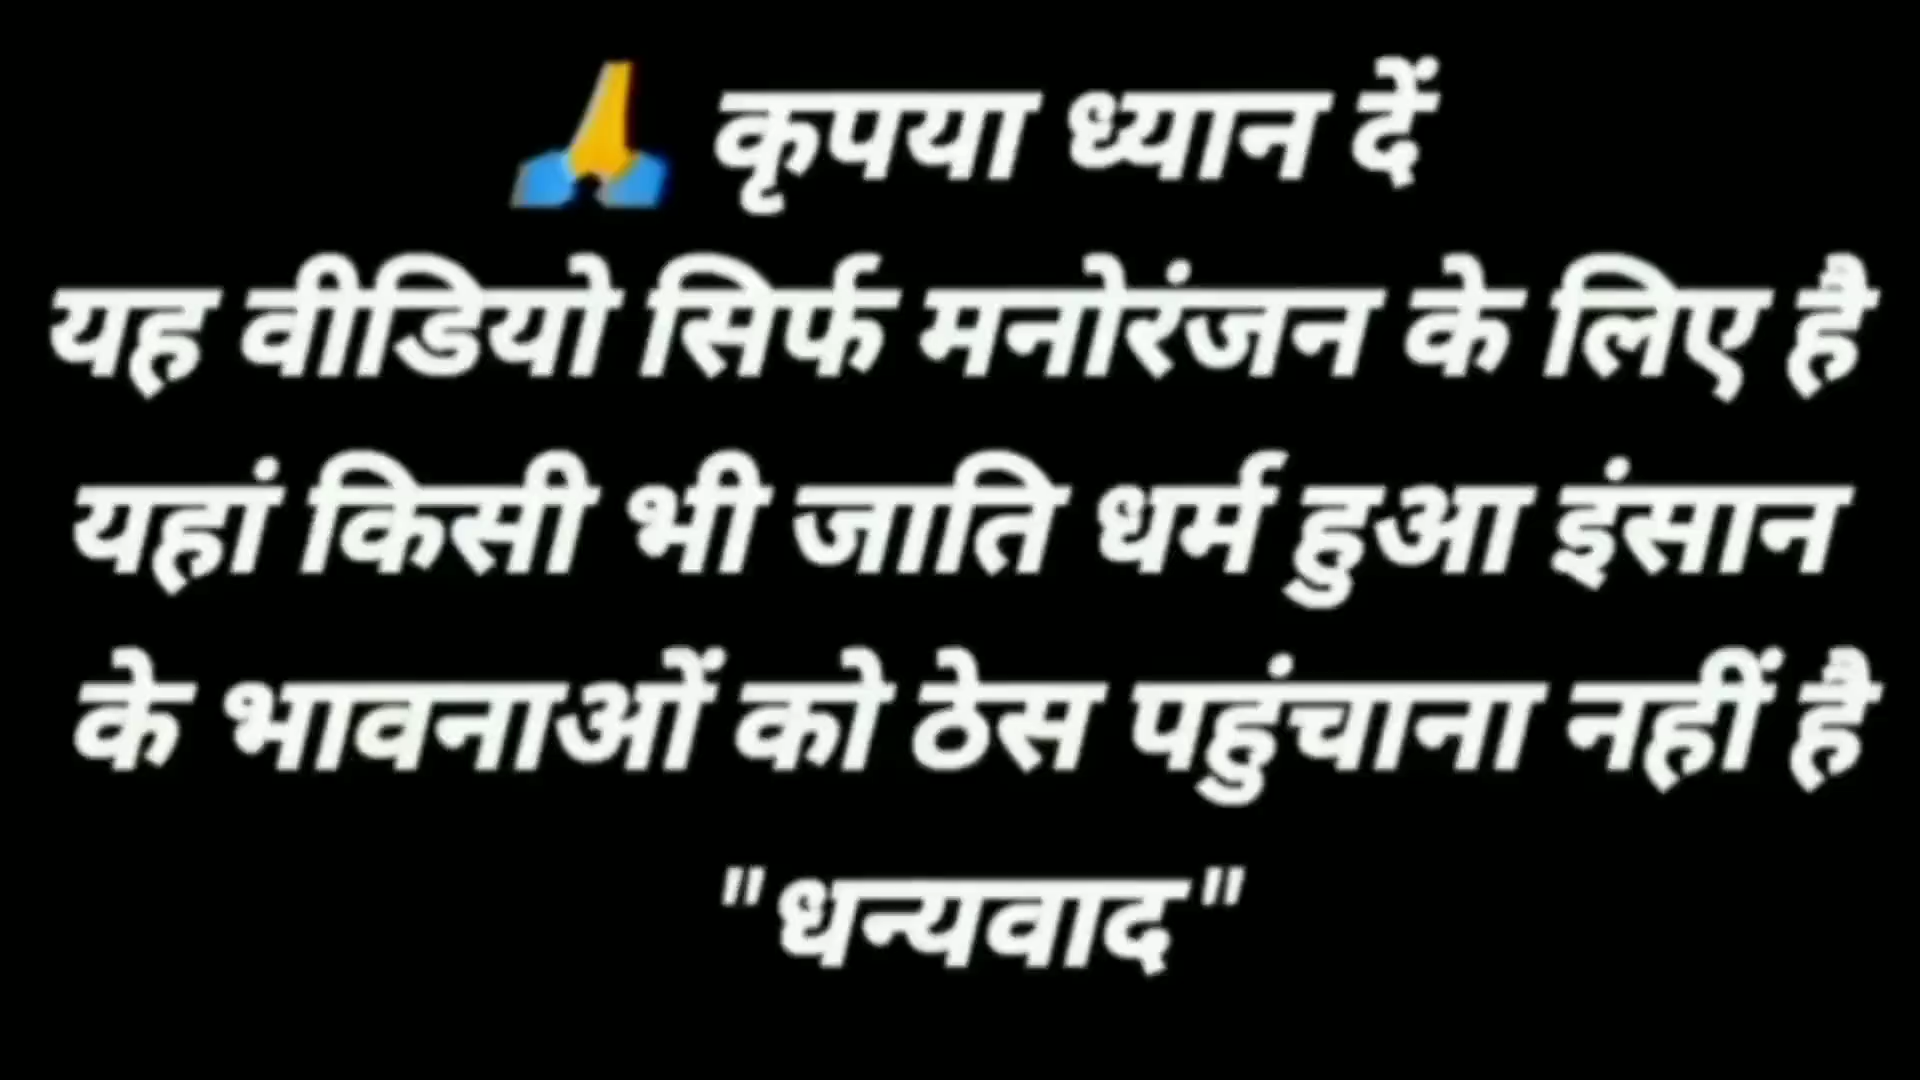 🙏 कृपया ध्यान दें
यह वीडियो सिर्फ मनोरंजन के लिए है
यहां किसी भी जाति धर्म हुआ इंसान
के भावनाओं को ठेस पहुंचाना नहीं है
"धन्यवाद"